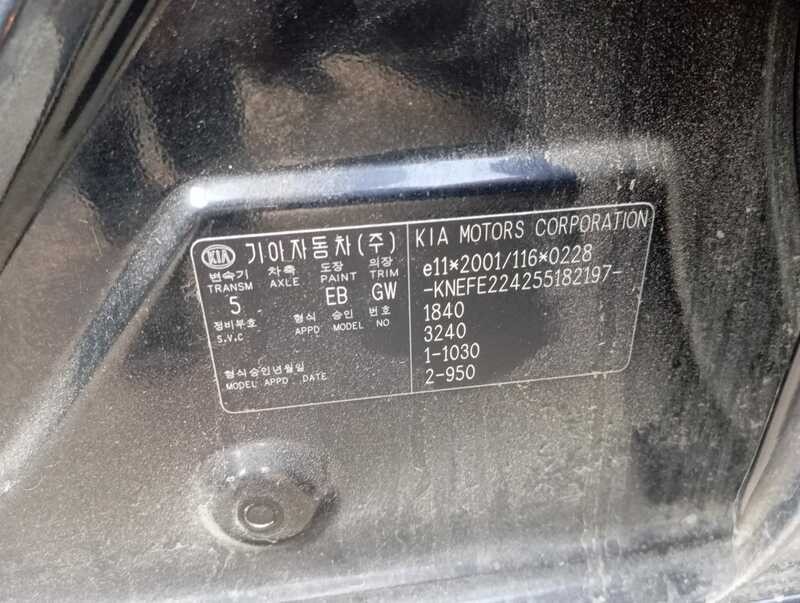 KIA 기아자동차(주)
변속기 차축 도장 의장
TRANSM AXLE PAINT TRIM
5 EB GW
정비부호 형식 승인 번호
S.V.C APPD MODEL NO
형식승인년월일
MODEL APPD DATE
KIA MOTORS CORPORATION
e11*2001/116*0228
-KNEFE224255182197-
1840
3240
1-1030
2-950